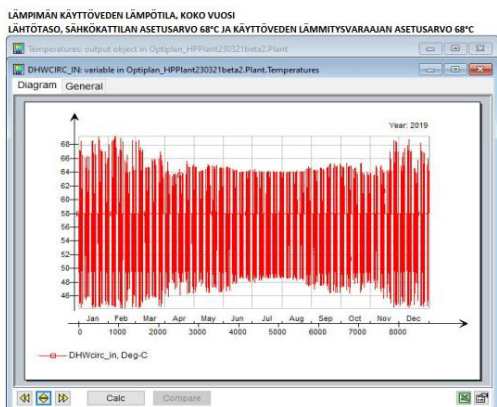 LÄMPIMÄN KÄYTTÖVEDEN LÄMPÖTILA, KOKO VUOSI
LÄHTÖTASO, SÄHKÖKATTILAN ASETUSARVO 68°C JA KÄYTTÖVEDEN LÄMMITYSVARAAJAN ASETUSARVO 68°C
Temperatures: output object in Optiplan_HPPlant230321beta2.Plant
DHWCIRC_IN: variable in Optiplan_HPPlant230321beta2.Plant.Temperatures
Diagram General
Year: 2019
68
66
64
62
60
58
56
54
52
50
48
46
Jan Feb Mar Apr May Jun Jul Aug Sep Oct Nov Dec
0 1000 2000 3000 4000 5000 6000 7000 8000
DHWcirc_in, Deg-C
Calc Compare